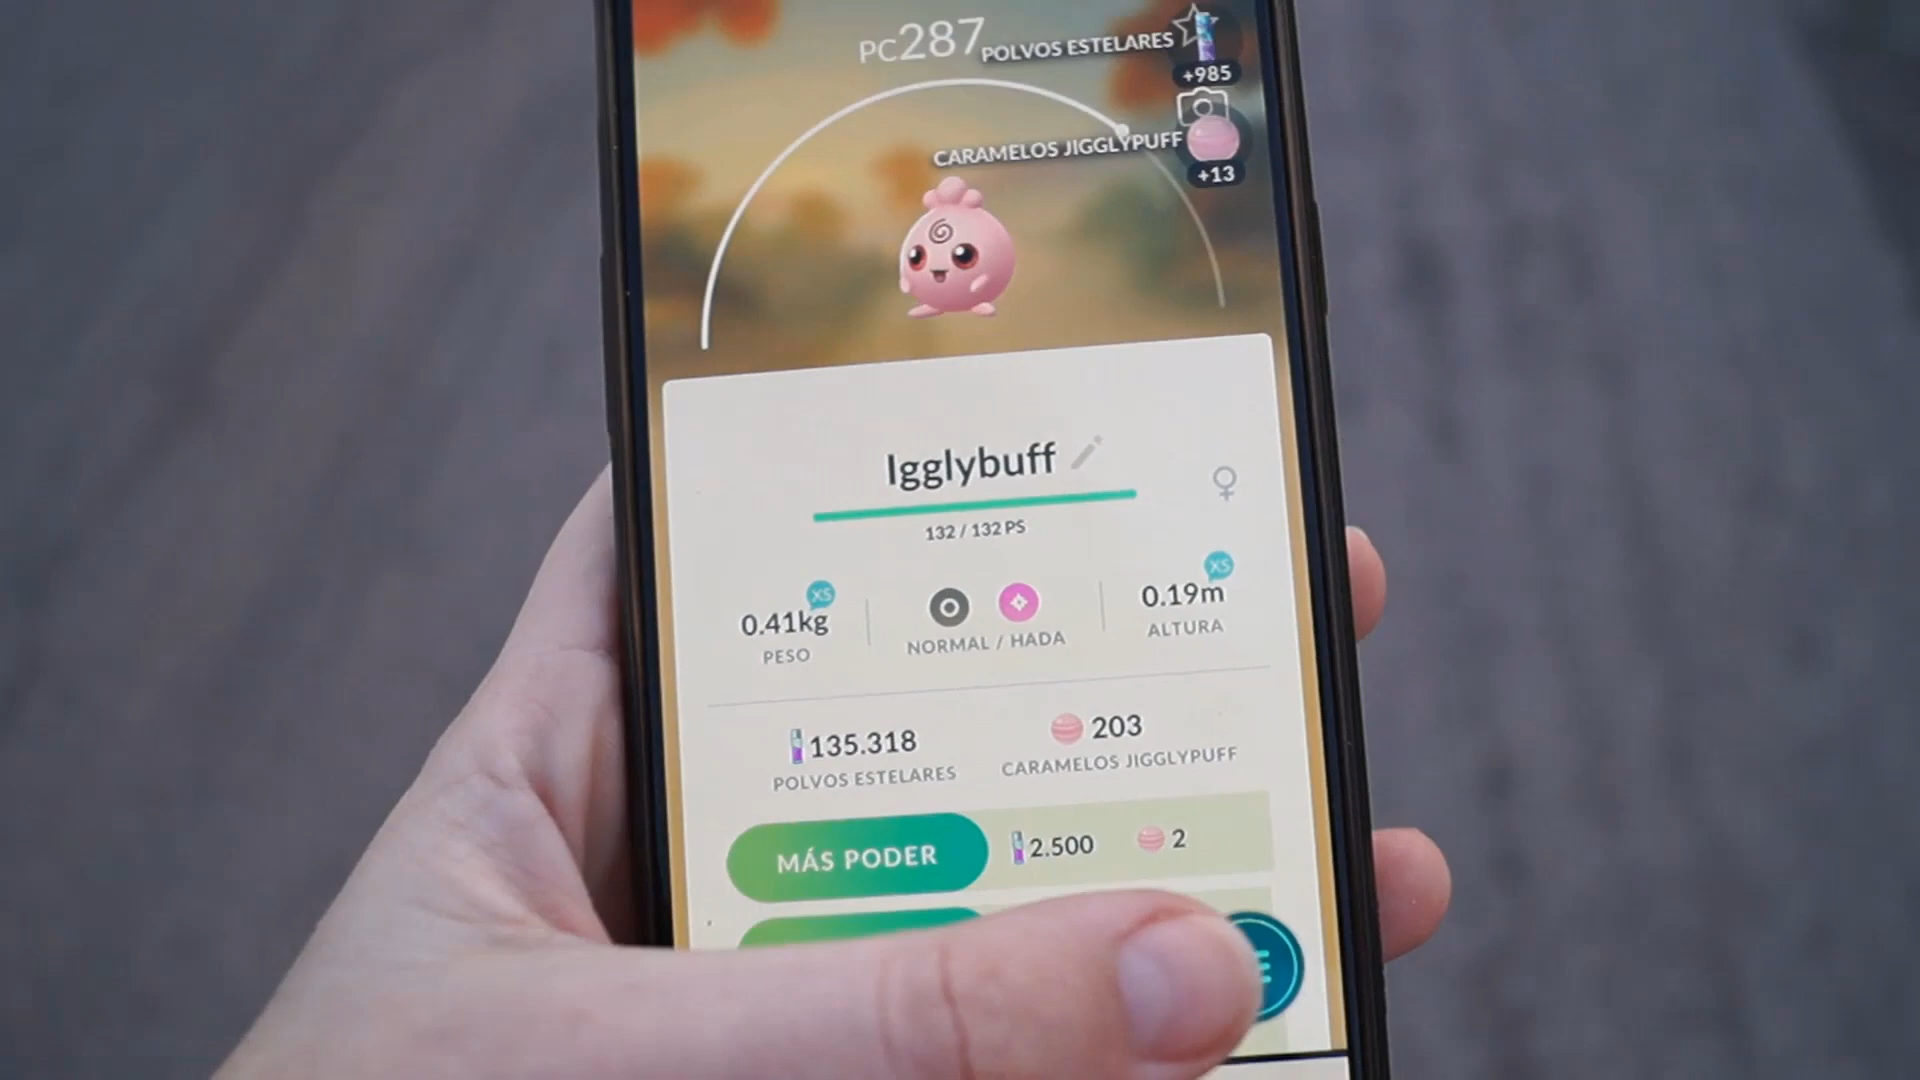 PC287
POLVOS ESTELARES
+985
CARAMELOS JIGGLYPUFF
+13
Igglybuff
132 / 132 PS
XS
XS
0.41kg
PESO
NORMAL / HADA
0.19m
ALTURA
135.318
POLVOS ESTELARES
203
CARAMELOS JIGGLYPUFF
MÁS PODER
2.500
2